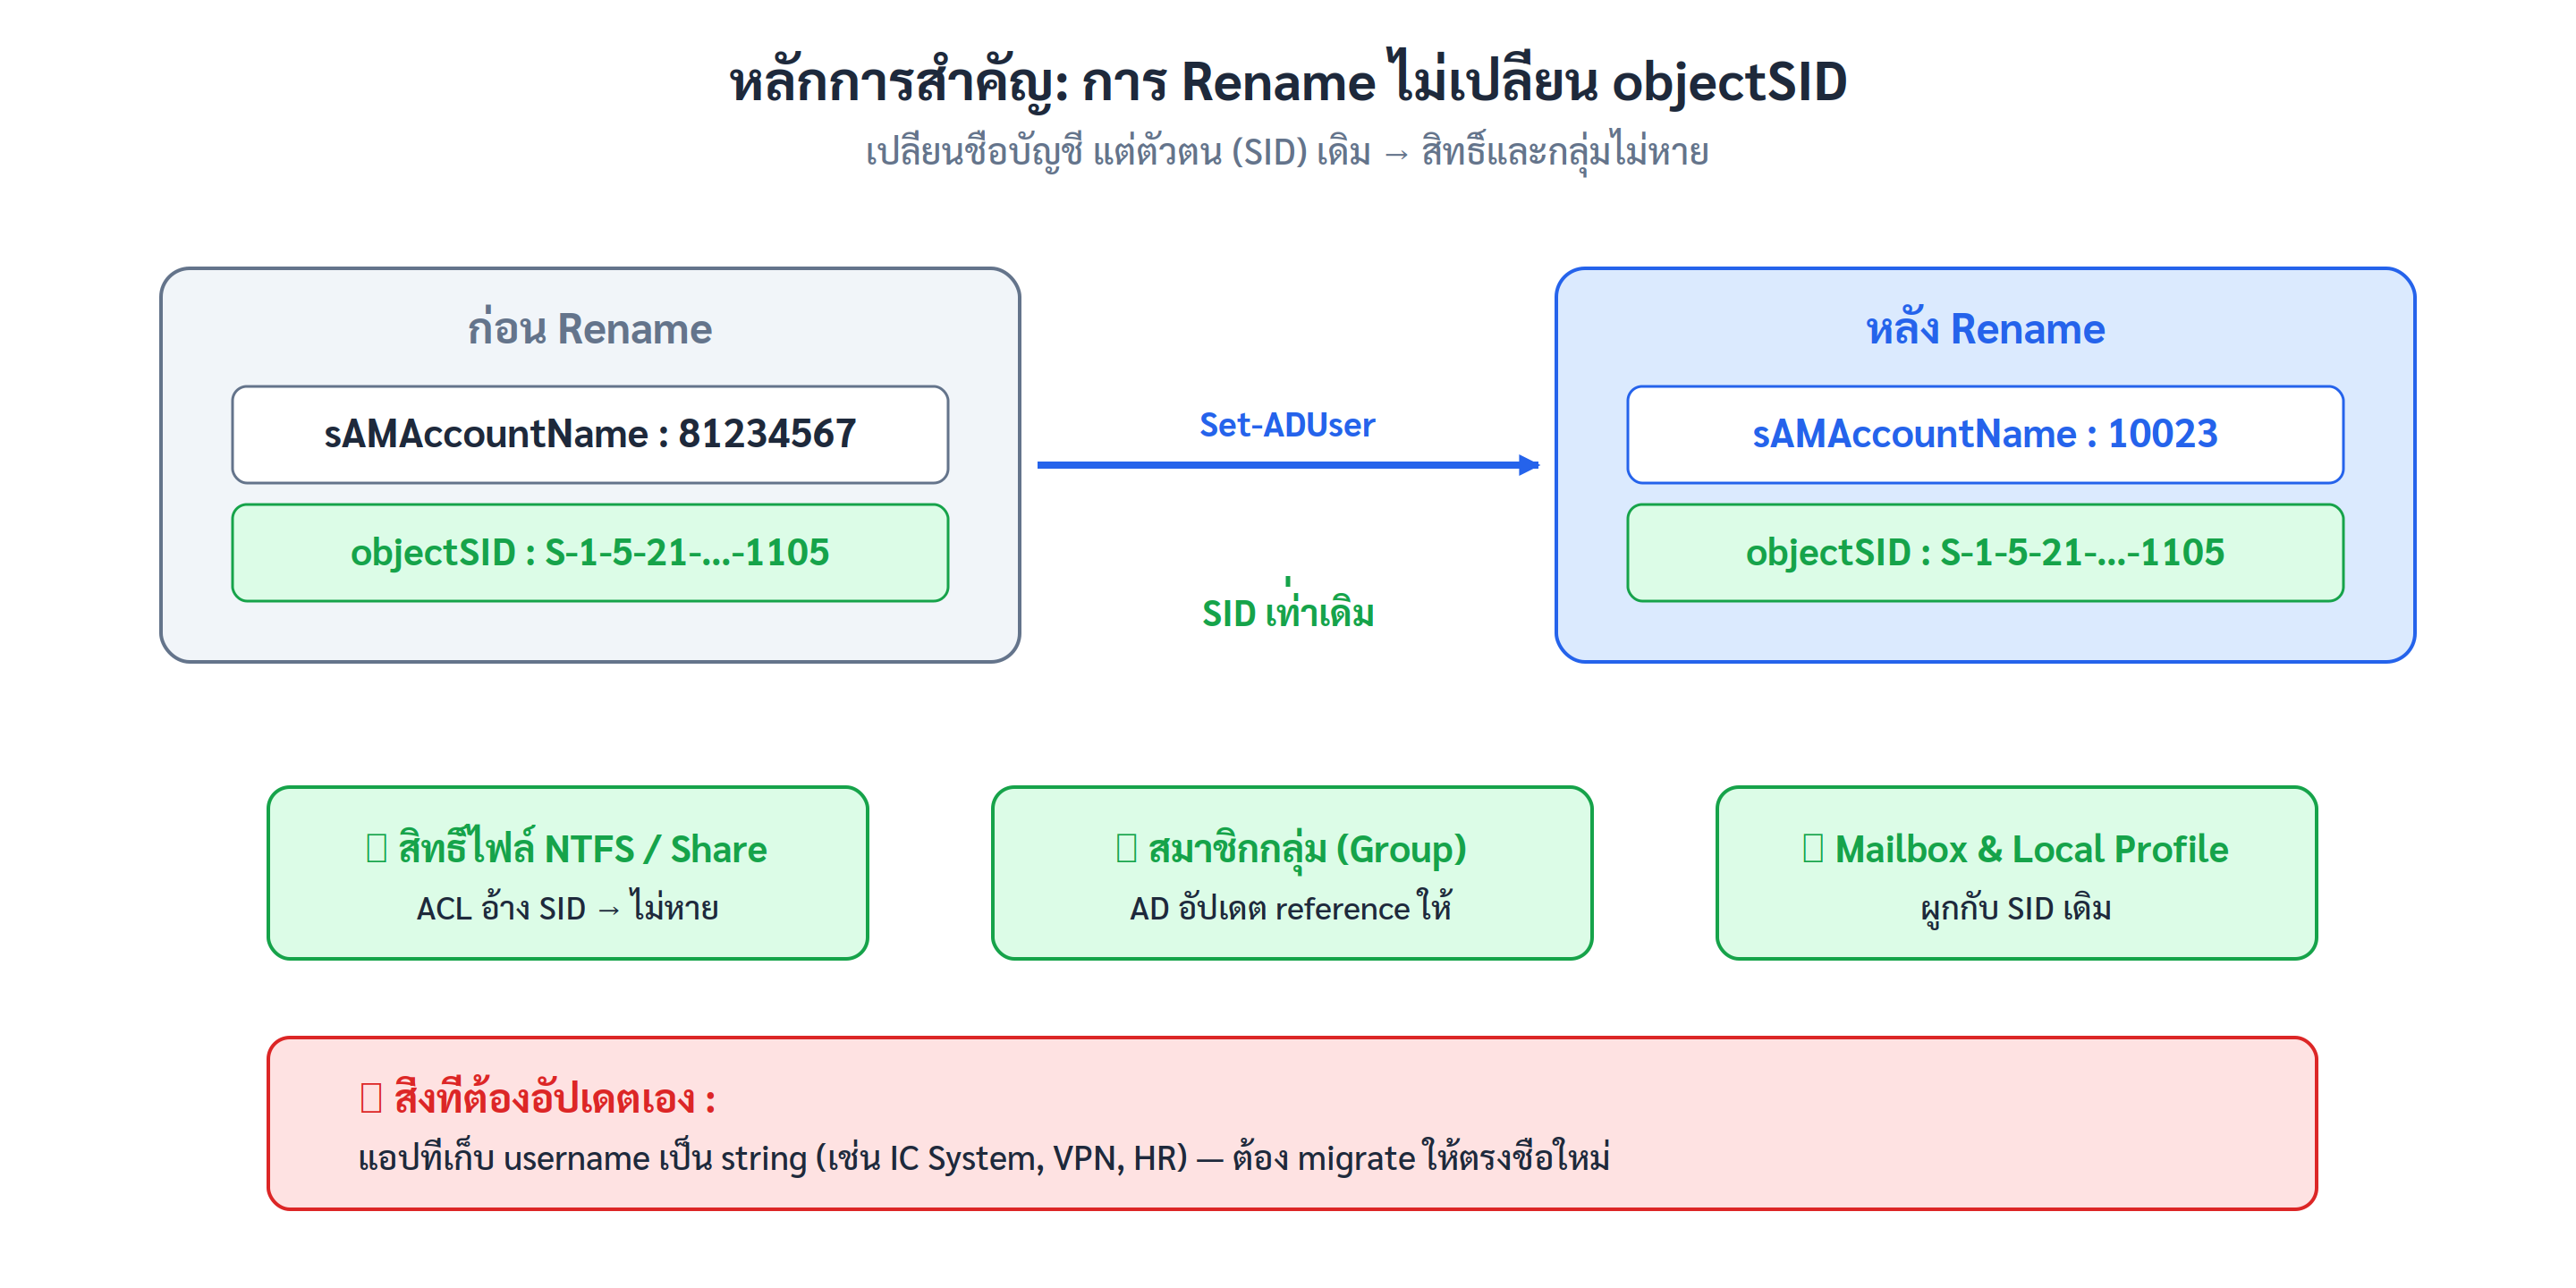 หลักการสำคัญ: การ Rename ไม่เปลี่ยน objectSID
เปลี่ยนชื่อบัญชี แต่ตัวตน (SID) เดิม → สิทธิ์และกลุ่มไม่หาย
ก่อน Rename
sAMAccountName : 81234567
objectSID : S-1-5-21-...-1105
Set-ADUser
SID เท่าเดิม
หลัง Rename
sAMAccountName : 10023
objectSID : S-1-5-21-...-1105
สิทธิ์ไฟล์ NTFS / Share
ACL อ้าง SID → ไม่หาย
สมาชิกกลุ่ม (Group)
AD อัปเดต reference ให้
Mailbox & Local Profile
ผูกกับ SID เดิม
สิ่งที่ต้องอัปเดตเอง :
แอปที่เก็บ username เป็น string (เช่น IC System, VPN, HR) — ต้อง migrate ให้ตรงชื่อใหม่